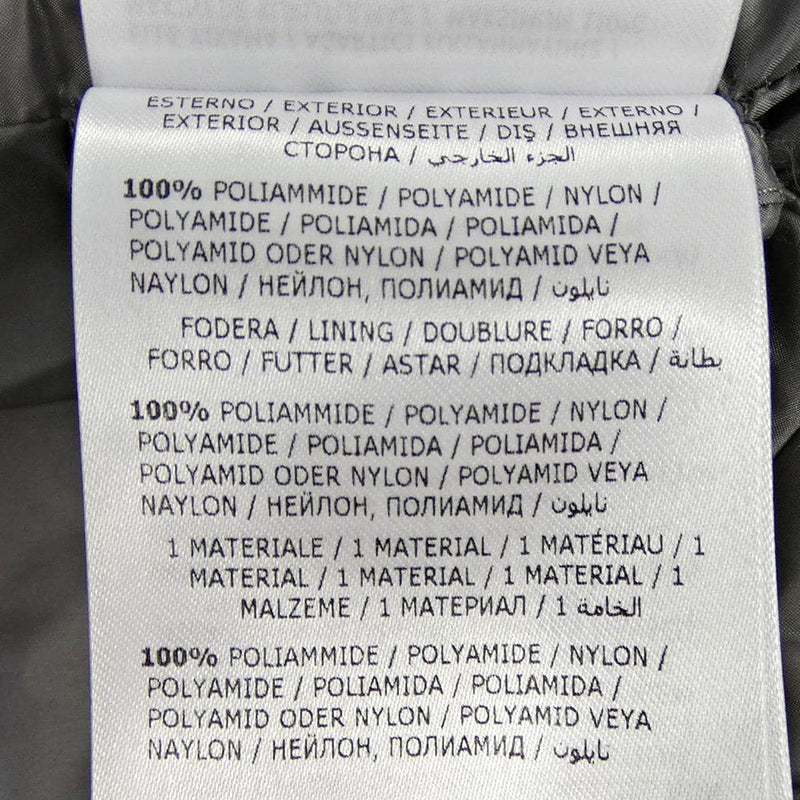 ESTERNO / EXTERIOR / EXTERIEUR / EXTERNO /
EXTERIOR / AUSSENSEITE / DIŞ / ВНЕШНЯЯ
СТОРОНА / الجزء الخارجي
100% POLIAMMIDE / POLYAMIDE / NYLON /
POLYAMIDE / POLIAMIDA / POLIAMIDA /
POLYAMID ODER NYLON / POLYAMID VEYA
NAYLON / НЕЙЛОН, ПОЛИАМИД / نايلون
FODERA / LINING / DOUBLURE / FORRO /
FORRO / FUTTER / ASTAR / ПОДКЛАДКА / بطانة
100% POLIAMMIDE / POLYAMIDE / NYLON /
POLYAMIDE / POLIAMIDA / POLIAMIDA /
POLYAMID ODER NYLON / POLYAMID VEYA
NAYLON / НЕЙЛОН, ПОЛИАМИД / نايلون
1 MATERIALE / 1 MATERIAL / 1 MATÉRIAU / 1
MATERIAL / 1 MATERIAL / 1 MATERIAL / 1
MALZEME / 1 МАТЕРИАЛ / 1 الخامة
100% POLIAMMIDE / POLYAMIDE / NYLON /
POLYAMIDE / POLIAMIDA / POLIAMIDA /
POLYAMID ODER NYLON / POLYAMID VEYA
NAYLON / НЕЙЛОН, ПОЛИАМИД / نايلون